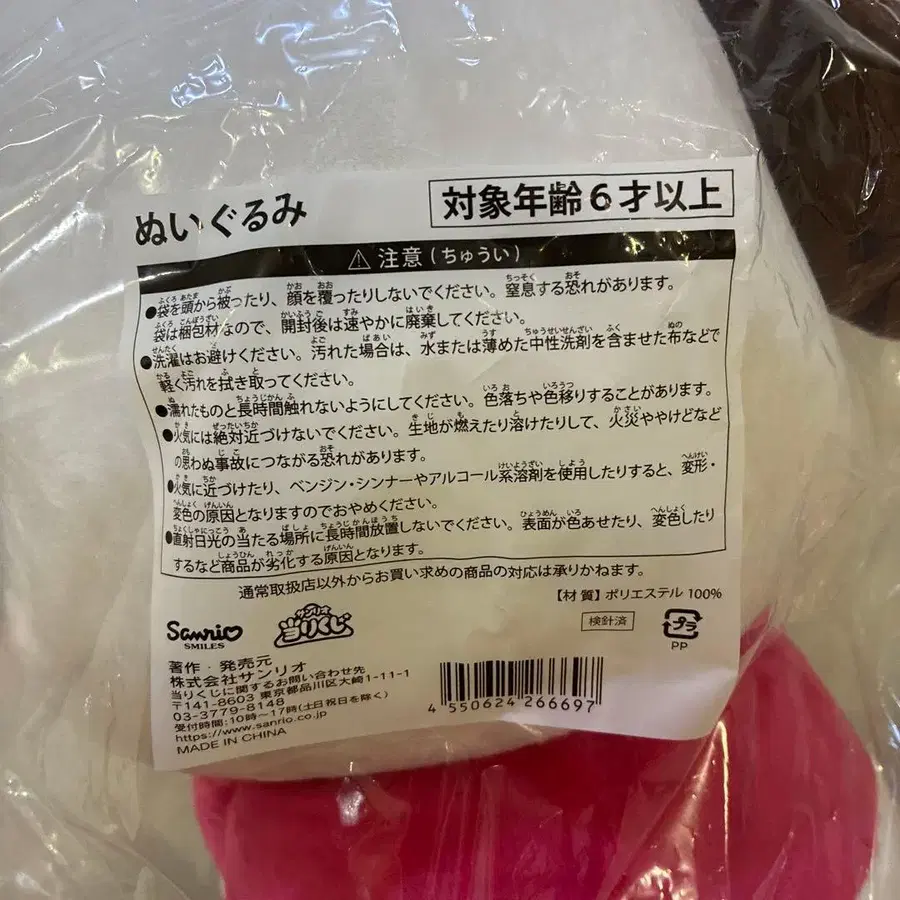 ぬいぐるみ
対象年齢6才以上
⚠ 注意(ちゅうい)
●袋を頭から被ったり、顔を覆ったりしないでください。窒息する恐れがあります。
袋は梱包材なので、開封後は速やかに廃棄してください。
●洗濯はお避けください。汚れた場合は、水または薄めた中性洗剤を含ませた布などで
軽く汚れを拭き取ってください。
●濡れたものと長時間触れないようにしてください。色落ちや色移りすることがあります。
●火気には絶対近づけないでください。生地が燃えたり溶けたりして、火災ややけどなど
の思わぬ事故につながる恐れがあります。
●火気に近づけたり、ベンジン・シンナーやアルコール系溶剤を使用したりすると、変形・
変色の原因となりますのでおやめください。
●直射日光の当たる場所に長時間放置しないでください。表面が色あせたり、変色したり
するなど商品が劣化する原因となります。
通常取扱店以外からお買い求めの商品の対応は承りかねます。
【材質】ポリエステル 100%
Sanrio
SMILES
サンリオ
当りくじ
検針済
プラ
PP
著作・発売元
株式会社サンリオ
当りくじに関するお問い合わせ先
〒141-8603 東京都品川区大崎1-11-1
03-3779-8148
受付時間:10時〜17時(土日祝日を除く)
https://www.sanrio.co.jp
MADE IN CHINA
4 550624 266697